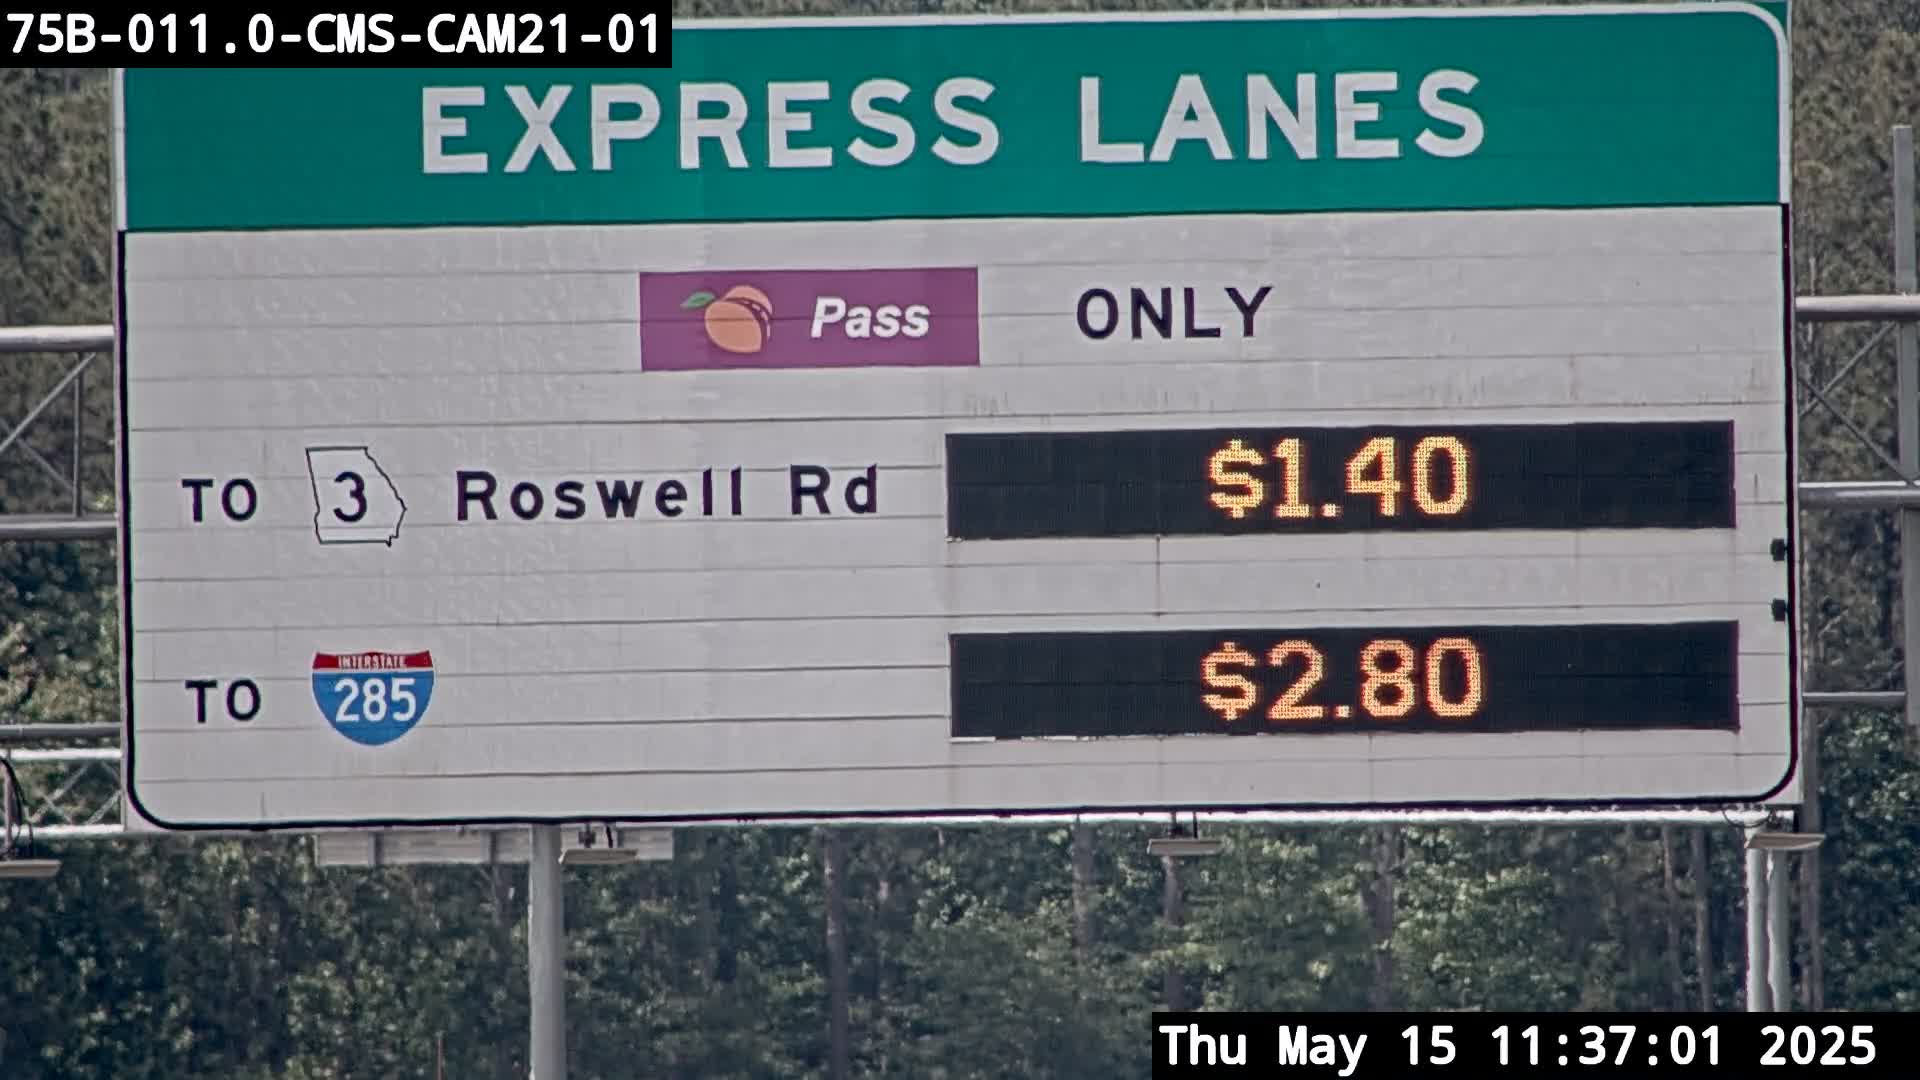 75B-011.0-CMS-CAM21-01
EXPRESS LANES
Pass ONLY
TO 3 Roswell Rd $1.40
TO INTERSTATE 285 $2.80
Thu May 15 11:37:01 2025